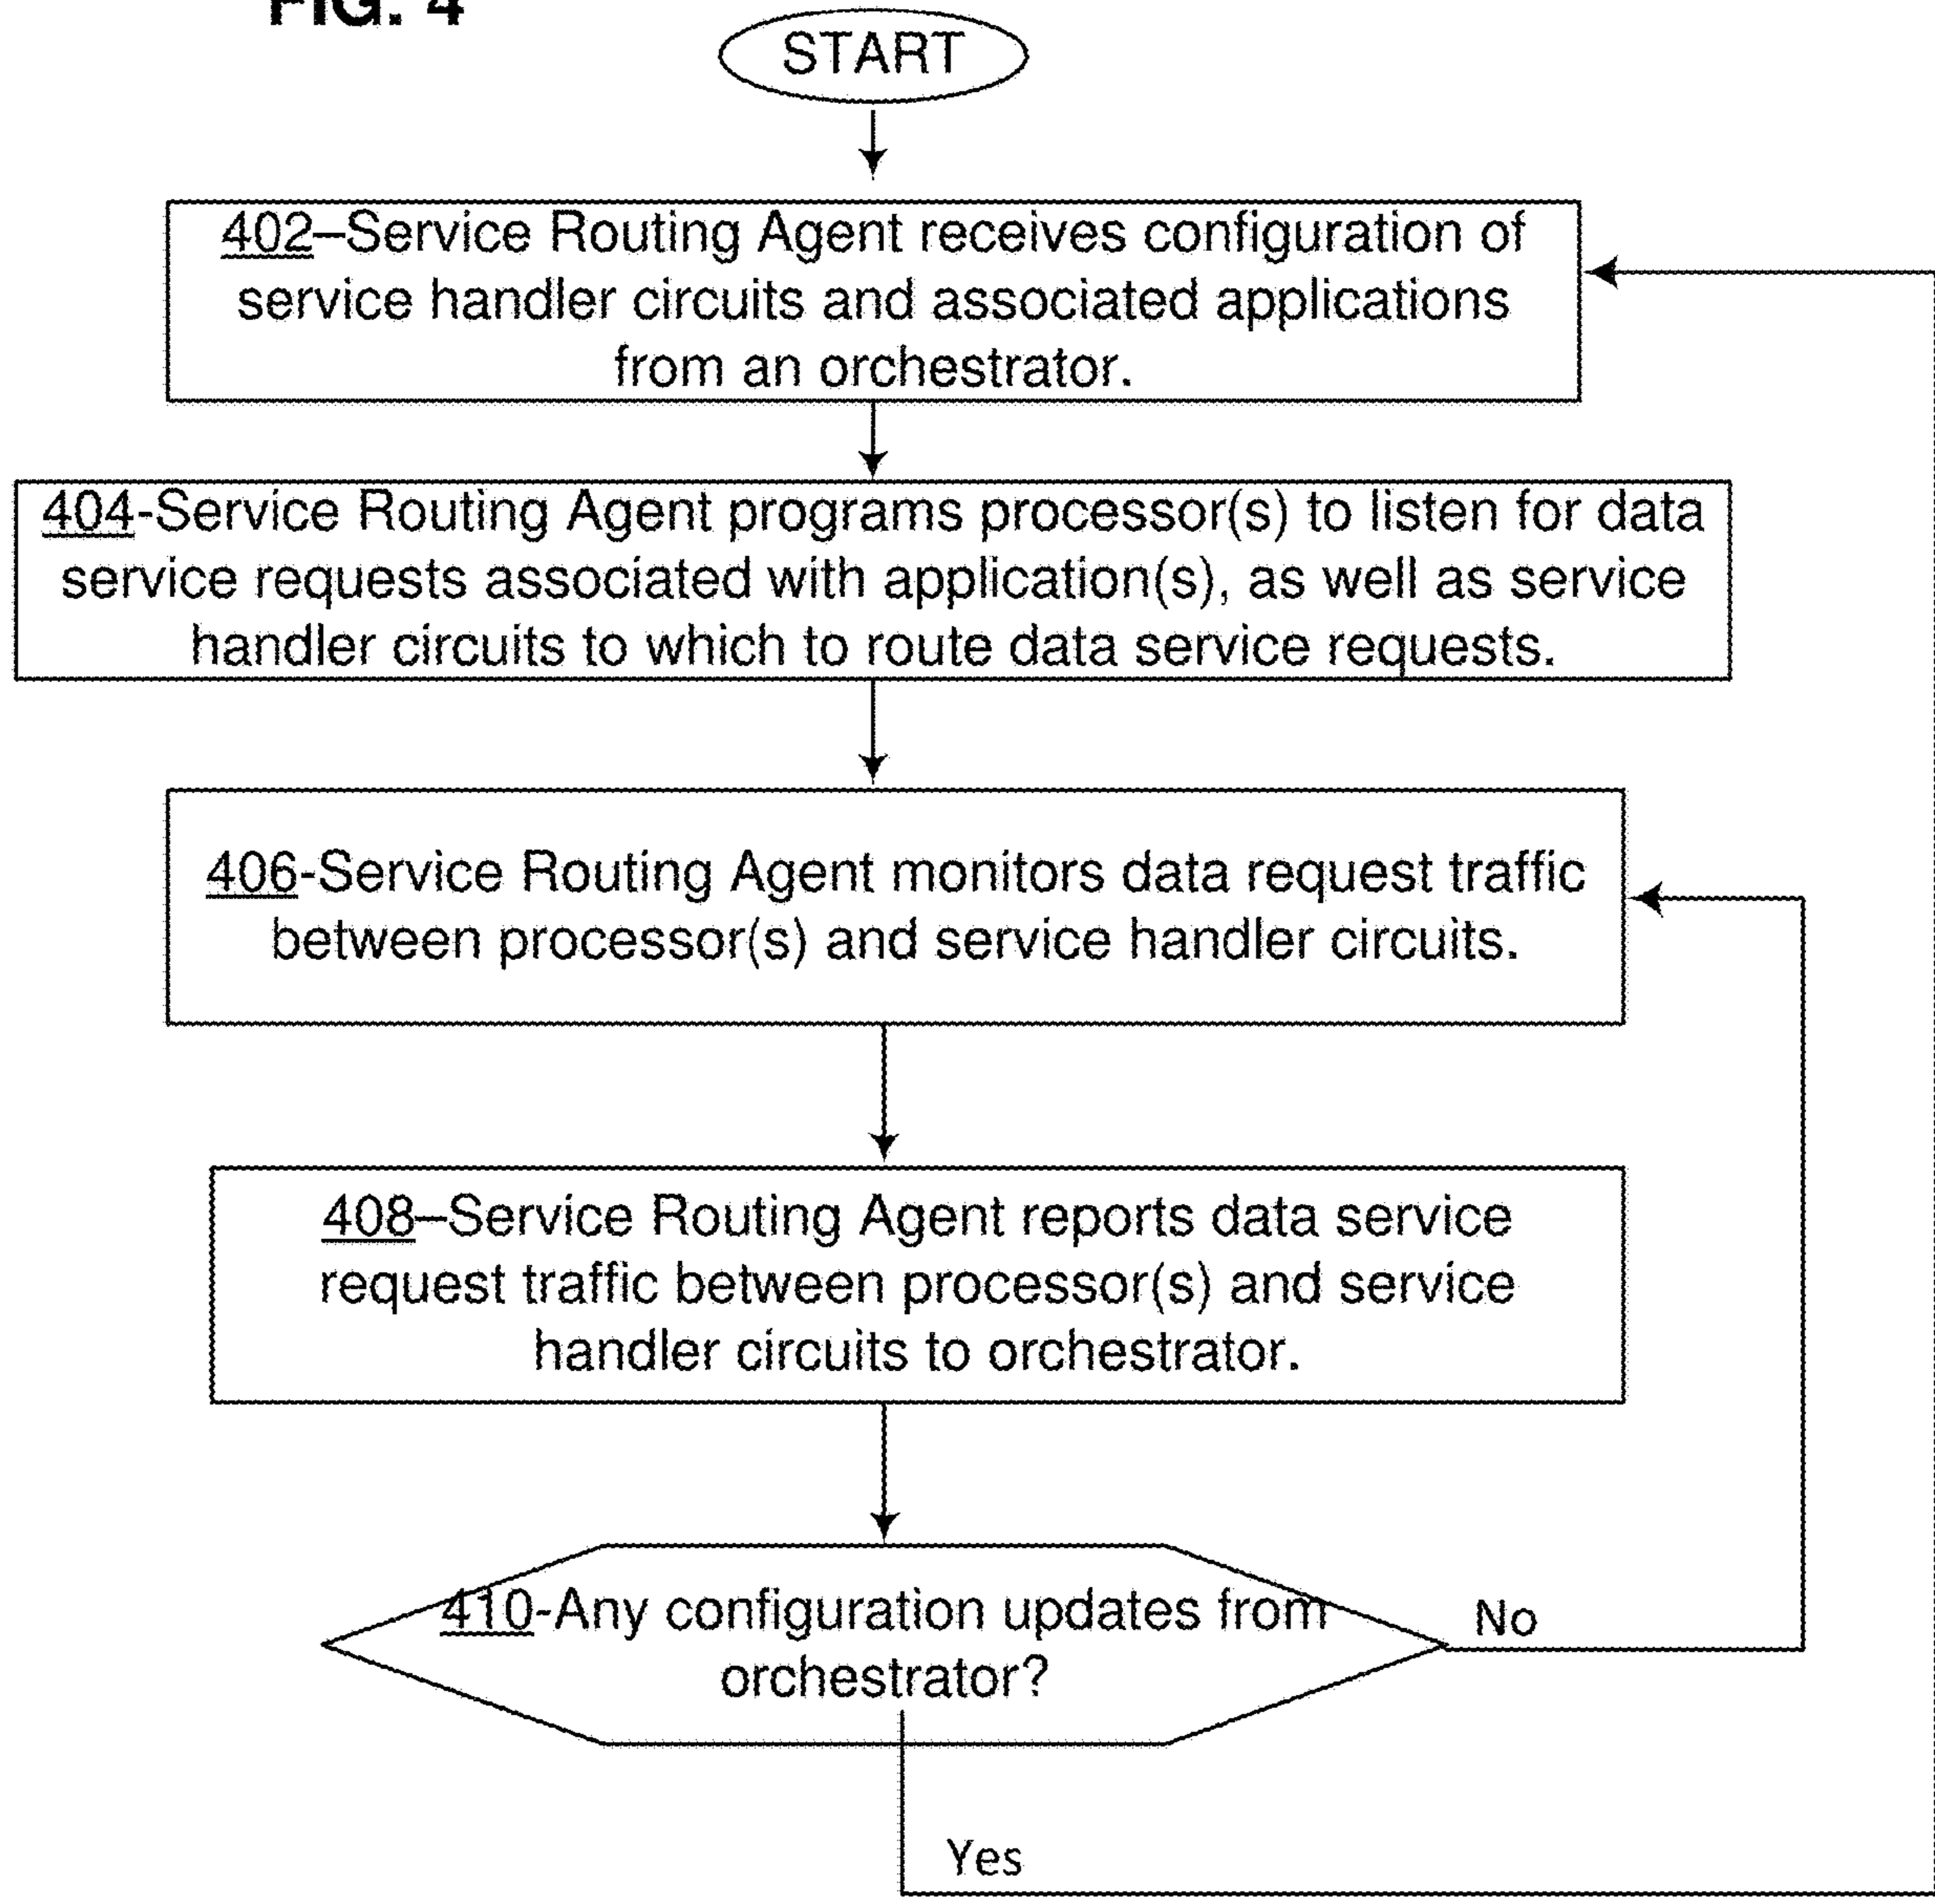 FIG. 4
START
402–Service Routing Agent receives configuration of
service handler circuits and associated applications
from an orchestrator.
404-Service Routing Agent programs processor(s) to listen for data
service requests associated with application(s), as well as service
handler circuits to which to route data service requests.
406-Service Routing Agent monitors data request traffic
between processor(s) and service handler circuits.
408–Service Routing Agent reports data service
request traffic between processor(s) and service
handler circuits to orchestrator.
410-Any configuration updates from
orchestrator?
No
Yes